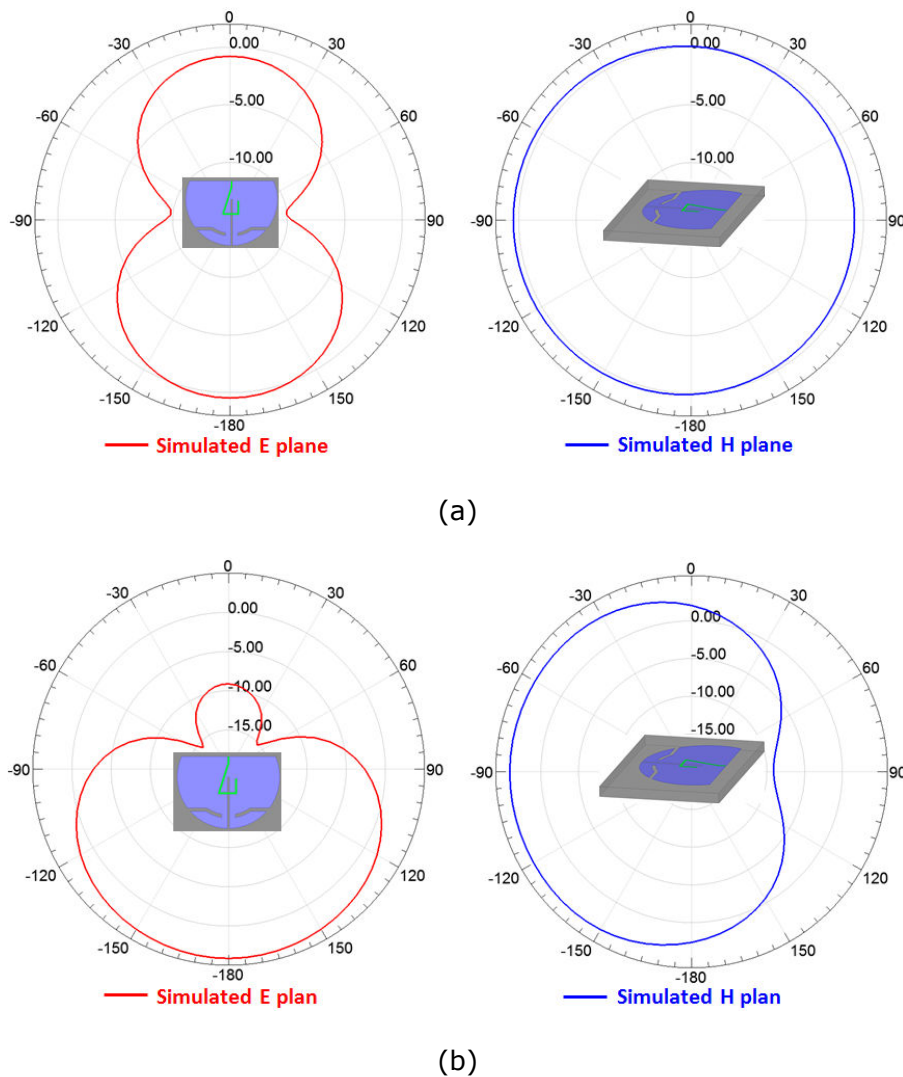 0 0
-30 30 -30 30
0.00 0.00
-60 60 -60 60
-5.00 -5.00
-10.00 -10.00
-90 90 -90 90
-120 120 -120 120
-150 150 -150 150
-180 -180
Simulated E plane Simulated H plane
(a)
0 0
-30 30 -30 30
0.00 0.00
-60 60 -60 60
-5.00 -5.00
-10.00 -10.00
-15.00 -15.00
-90 90 -90 90
-120 120 -120 120
-150 150 -150 150
-180 -180
Simulated E plan Simulated H plan
(b)